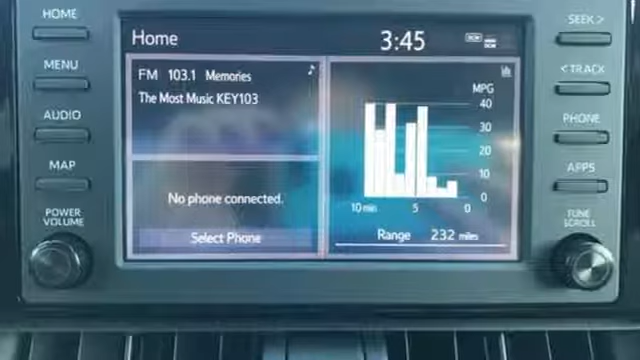 HOME
MENU
AUDIO
MAP
POWER
VOLUME
Home
3:45
FM 103.1 Memories
The Most Music KEY103
No phone connected.
Select Phone
MPG
40
30
20
10
0
10 min
5
0
Range 232 miles
SEEK >
< TRACK
PHONE
APPS
TUNE
SCROLL